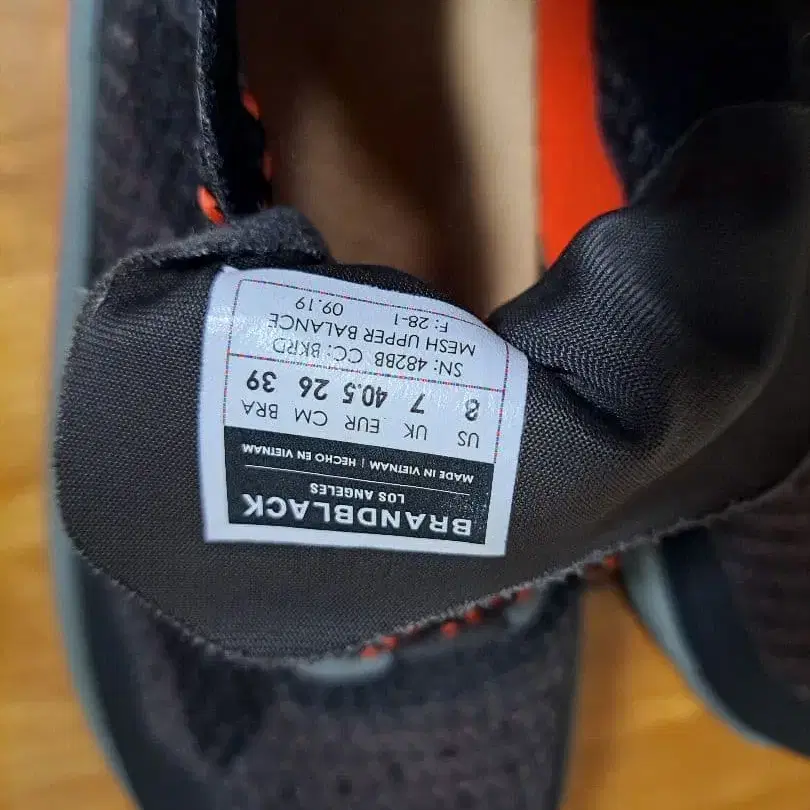 BRANDBLACK
LOS ANGELES
MADE IN VIETNAM | HECHO EN VIETNAM
US UK EUR CM BRA
8 7 40.5 26 39
SN: 482BB CC: BKRD
MESH UPPER BALANCE
F: 28-1 09.19